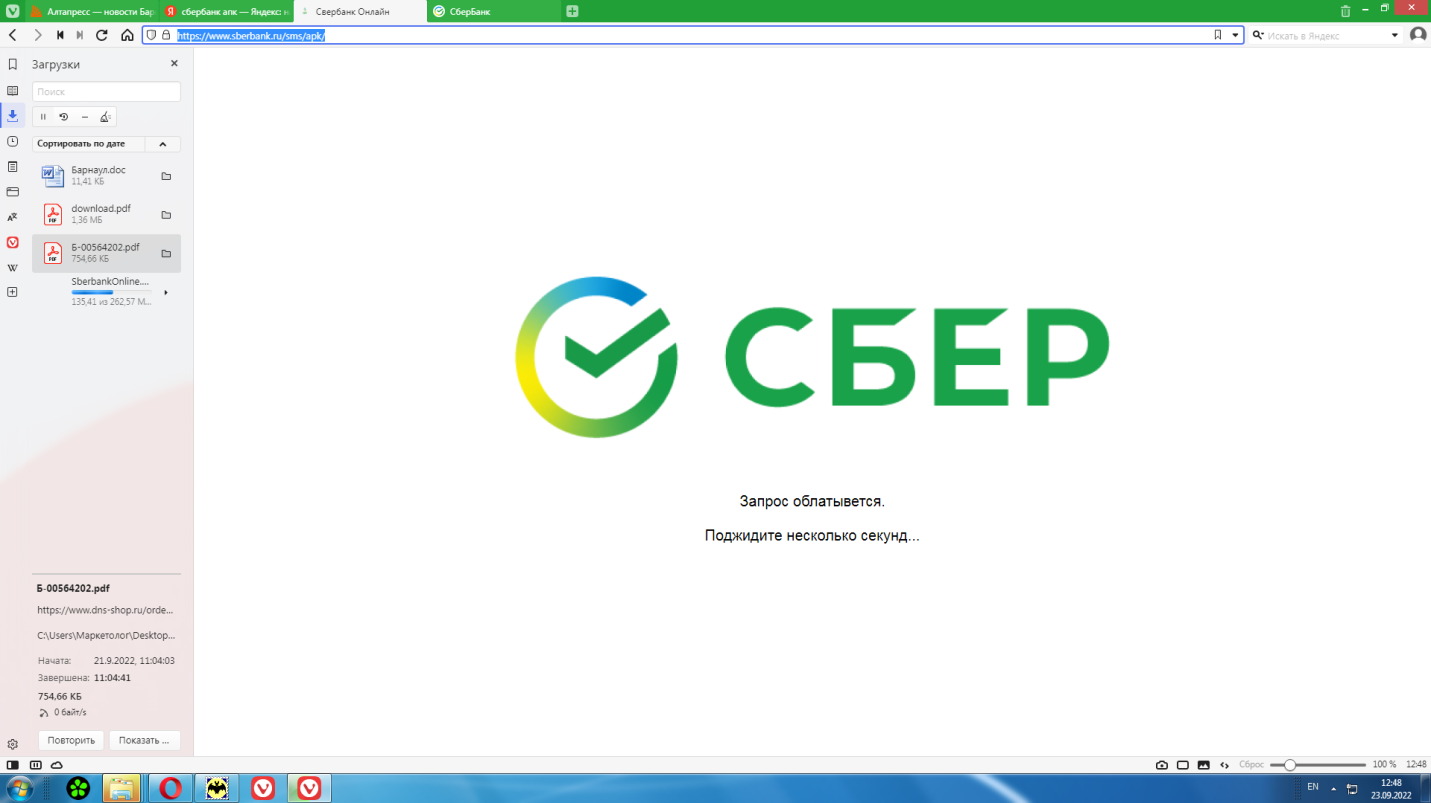 Алтапресс — новости Бар
сбербанк апк — Яндекс: н
Свербанк Онлайн
СберБанк
https://www.sberbank.ru/sms/apk/
Искать в Яндекс
Загрузки
Поиск
Сортировать по дате
Барнаул.doc
11,41 КБ
download.pdf
1,36 МБ
Б-00564202.pdf
754,66 КБ
SberbankOnline....
135,41 из 262,57 М...
СБЕР
Запрос облатывется.
Поджидите несколько секунд...
Б-00564202.pdf
https://www.dns-shop.ru/orde...
C:\Users\Маркетолог\Desktop...
Начата: 21.9.2022, 11:04:03
Завершена: 11:04:41
754,66 КБ
0 байт/s
Повторить
Показать ...
Сброс
100 %
12:48
EN
12:48
23.09.2022